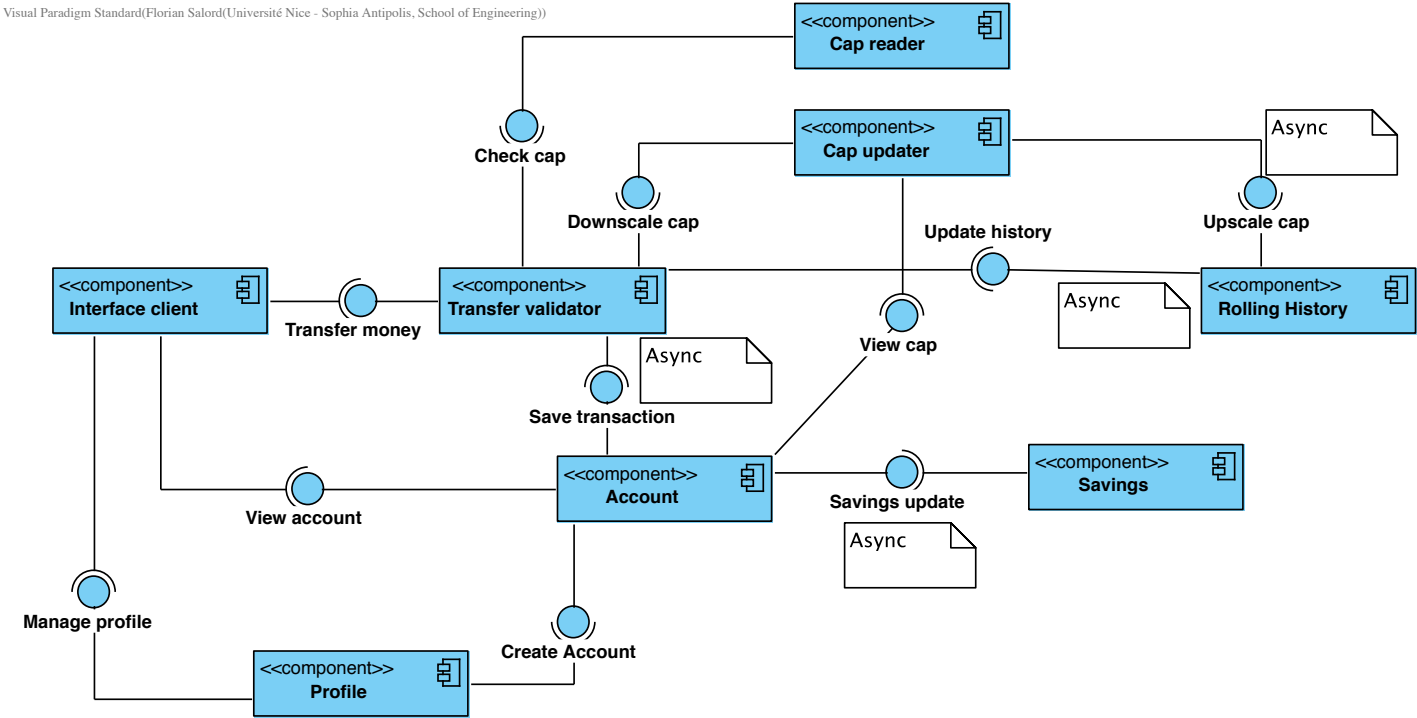 Visual Paradigm Standard(Florian Salord(Université Nice - Sophia Antipolis, School of Engineering))
<<component>>
Cap reader
Check cap
<<component>>
Cap updater
Async
Downscale cap
Upscale cap
Update history
<<component>>
Interface client
Transfer money
<<component>>
Transfer validator
Async
<<component>>
Rolling History
View cap
Async
Save transaction
<<component>>
Account
<<component>>
Savings
Savings update
View account
Async
Manage profile
Create Account
<<component>>
Profile